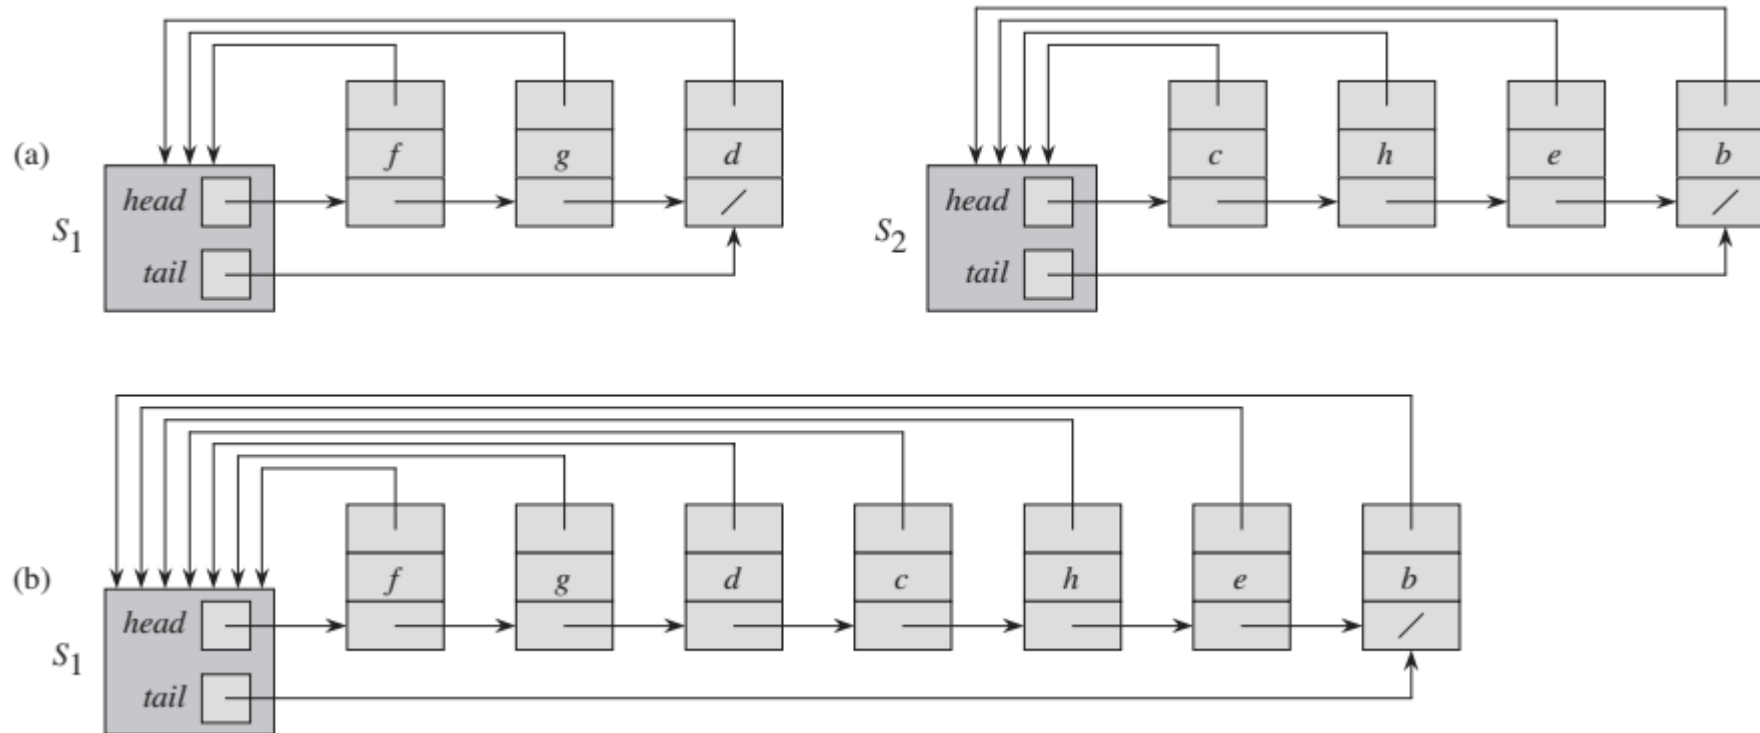 (a) f g d c h e b
head head
S1 S2
tail tail
(b) f g d c h e b
head
S1
tail